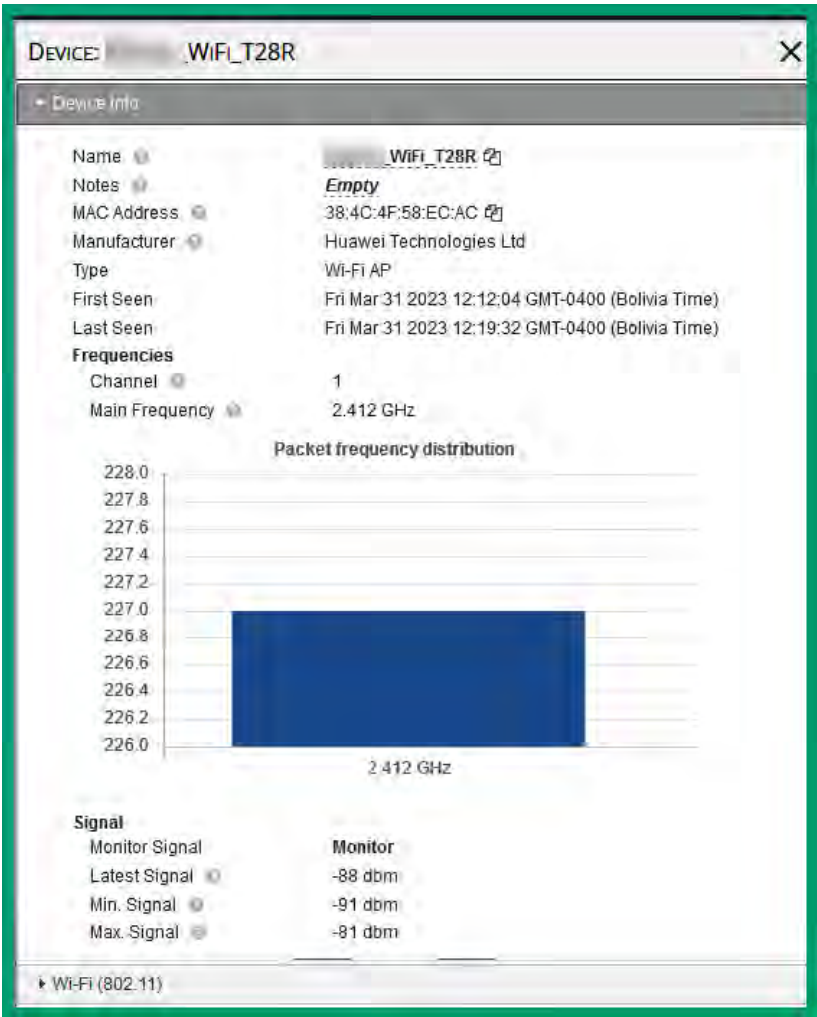 DEVICE: _WiFi_T28R X
Device Info
Name _WiFi_T28R
Notes Empty
MAC Address 38:4C:4F:58:EC:AC
Manufacturer Huawei Technologies Ltd
Type Wi-Fi AP
First Seen Fri Mar 31 2023 12:12:04 GMT-0400 (Bolivia Time)
Last Seen Fri Mar 31 2023 12:19:32 GMT-0400 (Bolivia Time)
Frequencies
Channel 1
Main Frequency 2.412 GHz
Packet frequency distribution
228.0
227.8
227.6
227.4
227.2
227.0
226.8
226.6
226.4
226.2
226.0
2.412 GHz
Signal
Monitor Signal Monitor
Latest Signal -88 dbm
Min. Signal -91 dbm
Max. Signal -81 dbm
Wi-Fi (802.11)